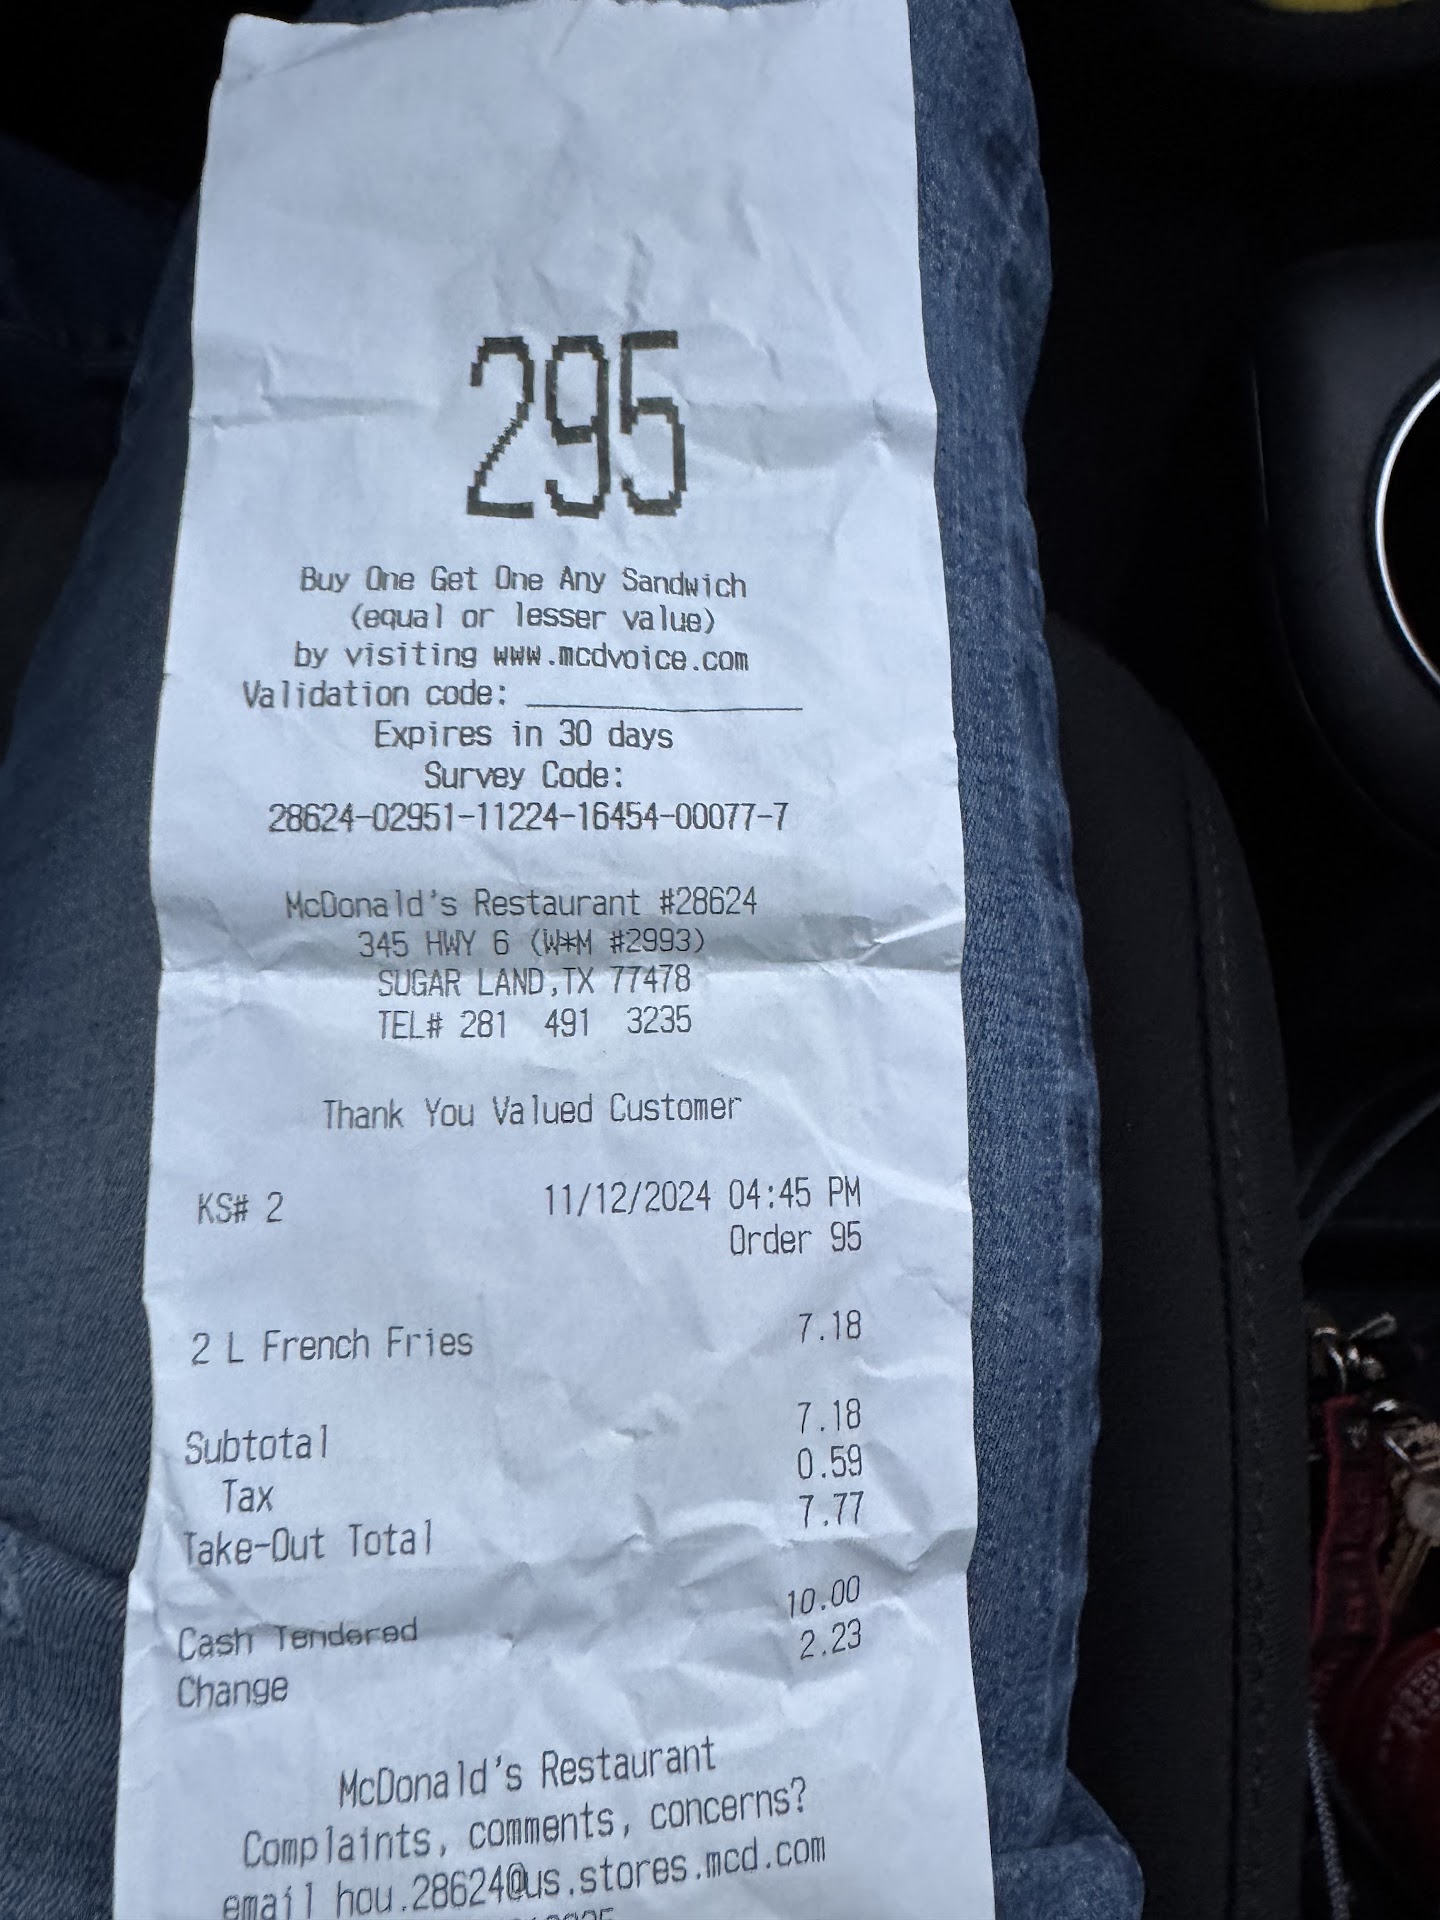 295
Buy One Get One Any Sandwich
(equal or lesser value)
by visiting www.mcdvoice.com
Validation code: ____________
Expires in 30 days
Survey Code:
28624-02951-11224-16454-00077-7
McDonald's Restaurant #28624
345 HWY 6 (W*M #2993)
SUGAR LAND,TX 77478
TEL# 281 491 3235
Thank You Valued Customer
KS# 2 11/12/2024 04:45 PM
Order 95
2 L French Fries 7.18
Subtotal 7.18
Tax 0.59
Take-Out Total 7.77
Cash Tendered 10.00
Change 2.23
McDonald's Restaurant
Complaints, comments, concerns?
email hou.28624@us.stores.mcd.com